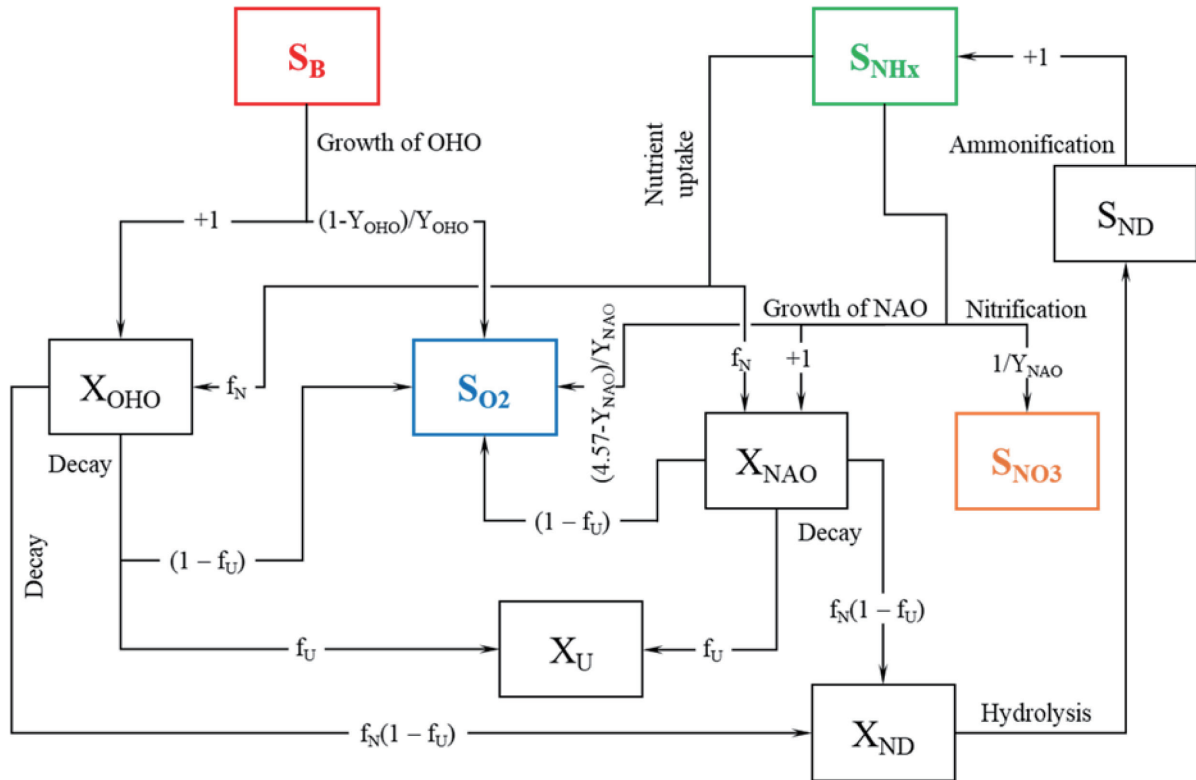 S_B
S_NHx
+1
Growth of OHO
Nutrient
uptake
Ammonification
S_ND
+1
(1-Y_OHO)/Y_OHO
Growth of NAO
Nitrification
X_OHO
f_N
S_O2
(4.57-Y_NAO)/Y_NAO
f_N
+1
1/Y_NAO
Decay
X_NAO
S_NO3
Decay
(1 – f_U)
(1 – f_U)
Decay
f_N(1 – f_U)
f_U
X_U
f_U
f_N(1 – f_U)
X_ND
Hydrolysis